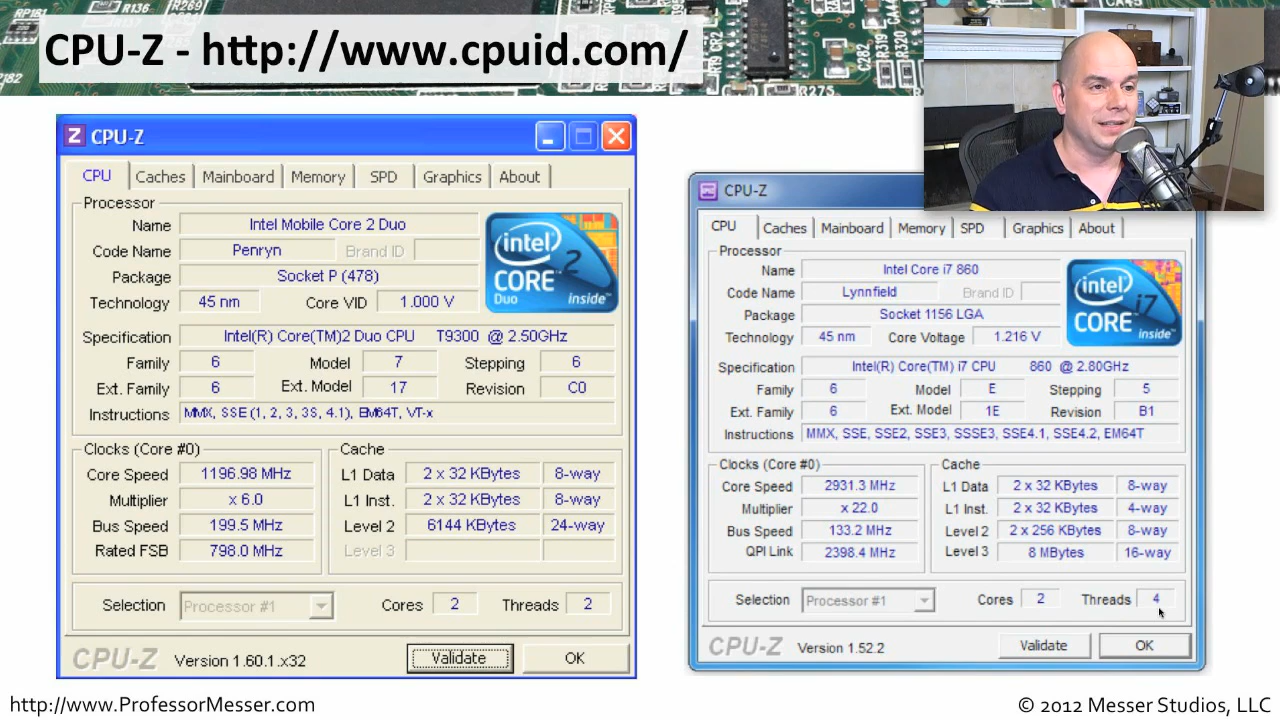 CPU-Z - http://www.cpuid.com/
RP181
R136
R269
J82
CR2
C282
R319
R320
R275
CPU-Z
CPU Caches Mainboard Memory SPD Graphics About
Processor
Name Intel Mobile Core 2 Duo
Code Name Penryn Brand ID
Package Socket P (478)
Technology 45 nm Core VID 1.000 V
intel
CORE 2
Duo inside™
Specification Intel(R) Core(TM)2 Duo CPU T9300 @ 2.50GHz
Family 6 Model 7 Stepping 6
Ext. Family 6 Ext. Model 17 Revision C0
Instructions MMX, SSE (1, 2, 3, 3S, 4.1), EM64T, VT-x
Clocks (Core #0)
Core Speed 1196.98 MHz
Multiplier x 6.0
Bus Speed 199.5 MHz
Rated FSB 798.0 MHz
Cache
L1 Data 2 x 32 KBytes 8-way
L1 Inst. 2 x 32 KBytes 8-way
Level 2 6144 KBytes 24-way
Level 3
Selection Processor #1 Cores 2 Threads 2
CPU-Z Version 1.60.1.x32 Validate OK
CPU-Z
CPU Caches Mainboard Memory SPD Graphics About
Processor
Name Intel Core i7 860
Code Name Lynnfield Brand ID
Package Socket 1156 LGA
Technology 45 nm Core Voltage 1.216 V
intel
CORE i7
inside™
Specification Intel(R) Core(TM) i7 CPU 860 @ 2.80GHz
Family 6 Model E Stepping 5
Ext. Family 6 Ext. Model 1E Revision B1
Instructions MMX, SSE, SSE2, SSE3, SSSE3, SSE4.1, SSE4.2, EM64T
Clocks (Core #0)
Core Speed 2931.3 MHz
Multiplier x 22.0
Bus Speed 133.2 MHz
QPI Link 2398.4 MHz
Cache
L1 Data 2 x 32 KBytes 8-way
L1 Inst. 2 x 32 KBytes 4-way
Level 2 2 x 256 KBytes 8-way
Level 3 8 MBytes 16-way
Selection Processor #1 Cores 2 Threads 4
CPU-Z Version 1.52.2 Validate OK
http://www.ProfessorMesser.com
© 2012 Messer Studios, LLC